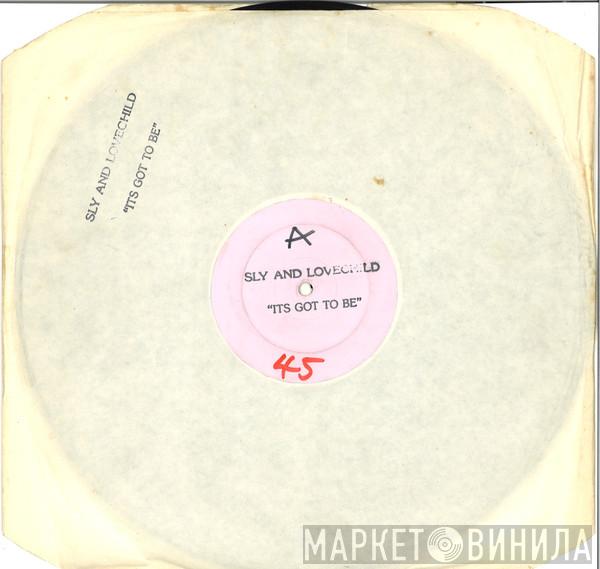 SLY AND LOVECHILD
"ITS GOT TO BE"
A
SLY AND LOVECHILD
"ITS GOT TO BE"
45
МАРКЕТ ВИНИЛА